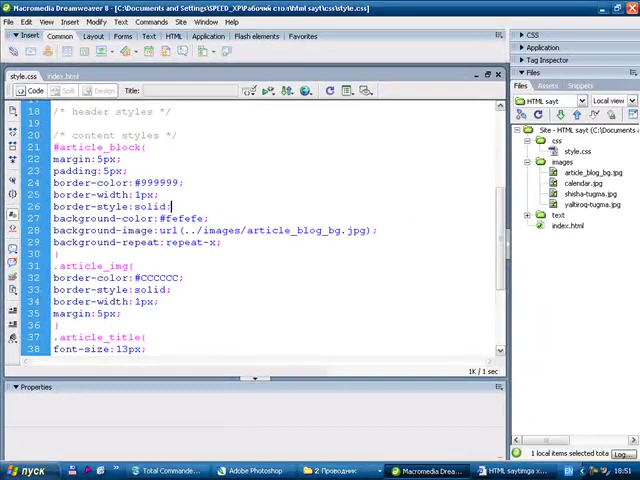 Macromedia Dreamweaver 8 - [C:\Documents and Settings\SPEED_XP\Рабочий стол\html sayt\css\style.css]
File Edit View Insert Modify Text Commands Site Window Help
Insert Common Layout Forms Text HTML Application Flash elements Favorites
style.css index.html
Code Split Design Title:
18 /* header styles */
19
20 /* content styles */
21 #article_block{
22 margin:5px;
23 padding:5px;
24 border-color:#999999;
25 border-width:1px;
26 border-style:solid;
27 background-color:#fefefe;
28 background-image:url(../images/article_blog_bg.jpg);
29 background-repeat:repeat-x;
30 }
31 .article_img{
32 border-color:#CCCCCC;
33 border-style:solid;
34 border-width:1px;
35 margin:5px;
36 }
37 .article_title{
38 font-size:13px;
1K / 1 sec
Properties
CSS
Application
Tag Inspector
Files
Files Assets Snippets
HTML sayt Local view
Site - HTML sayt (C:\Documents
css
style.css
images
article_blog_bg.jpg
calendar.jpg
shisha-tugma.jpg
yaltiroq-tugma.jpg
text
index.html
1 local items selected tota Log...
пуск Total Commande... Adobe Photoshop 2 Проводник Macromedia Drea... HTML saytimga x... EN 18:51